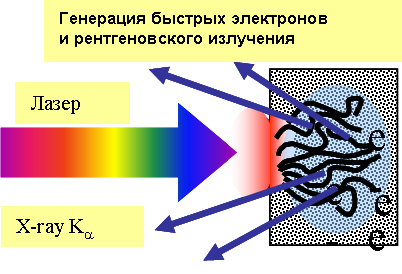 Генерация быстрых электронов
и рентгеновского излучения
Лазер
e
e
X-ray Kα
e